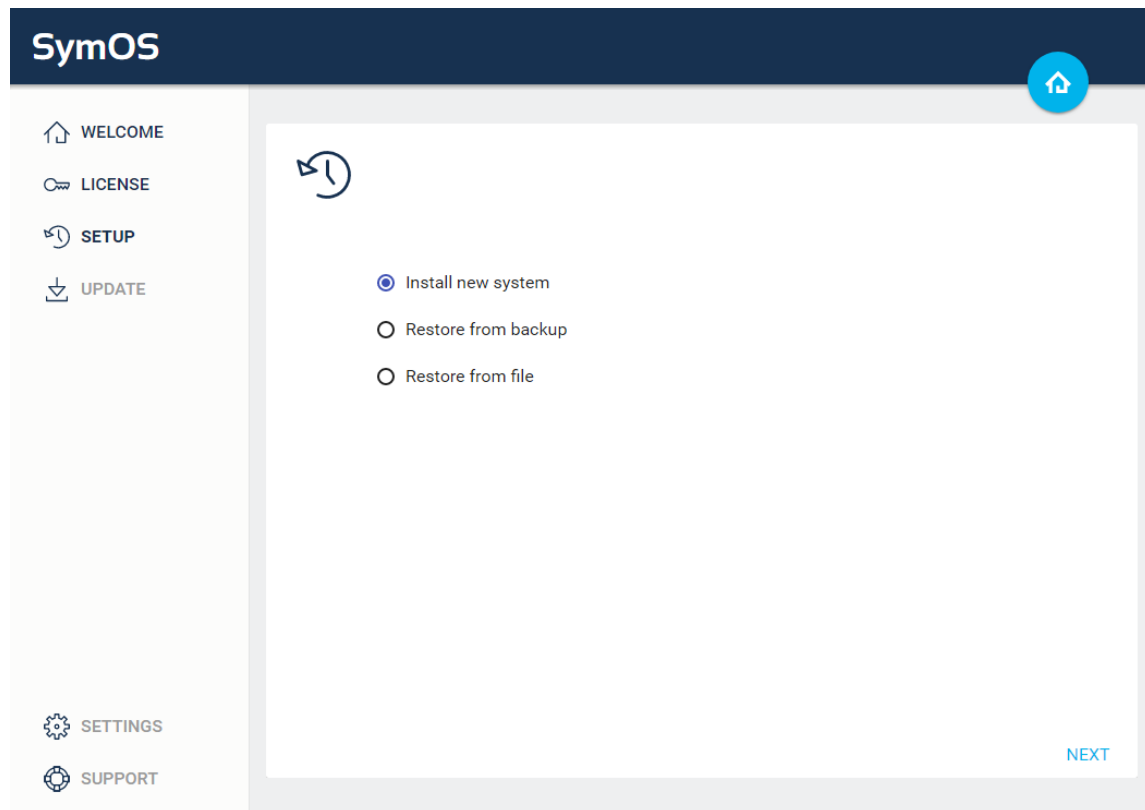 SymOS
WELCOME
LICENSE
SETUP
UPDATE
Install new system
Restore from backup
Restore from file
SETTINGS
SUPPORT
NEXT